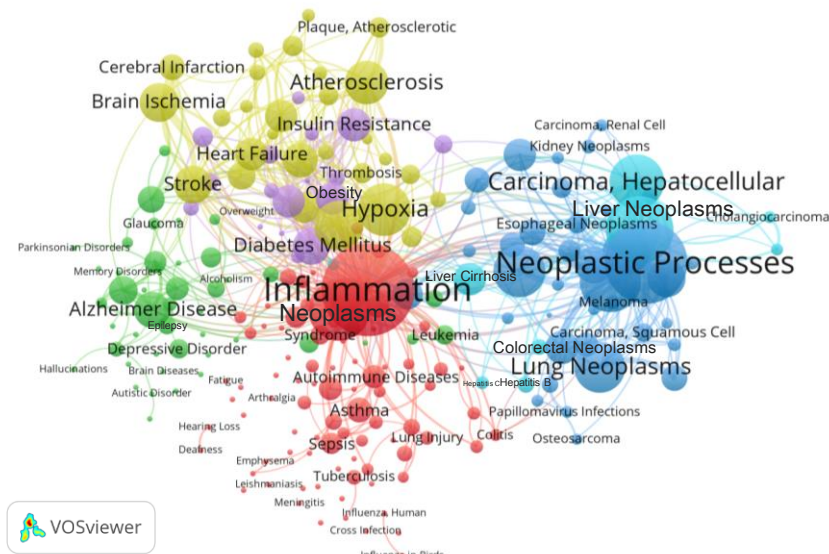 Plaque, Atherosclerotic
Cerebral Infarction
Atherosclerosis
Brain Ischemia
Insulin Resistance
Carcinoma, Renal Cell
Kidney Neoplasms
Heart Failure
Thrombosis
Stroke
Obesity
Carcinoma, Hepatocellular
Overweight
Hypoxia
Liver Neoplasms
Cholangiocarcinoma
Glaucoma
Esophageal Neoplasms
Parkinsonian Disorders
Diabetes Mellitus
Neoplastic Processes
Memory Disorders
Alcoholism
Liver Cirrhosis
Inflammation
Melanoma
Alzheimer Disease
Neoplasms
Epilepsy
Syndrome
Leukemia
Carcinoma, Squamous Cell
Depressive Disorder
Colorectal Neoplasms
Hallucinations
Brain Diseases
Lung Neoplasms
Fatigue
Autoimmune Diseases
Hepatitis C
Hepatitis B
Autistic Disorder
Arthralgia
Asthma
Papillomavirus Infections
Hearing Loss
Deafness
Sepsis
Lung Injury
Colitis
Osteosarcoma
Emphysema
Leishmaniasis
Tuberculosis
Meningitis
Influenza, Human
Cross Infection
Influenza in Birds
VOSviewer